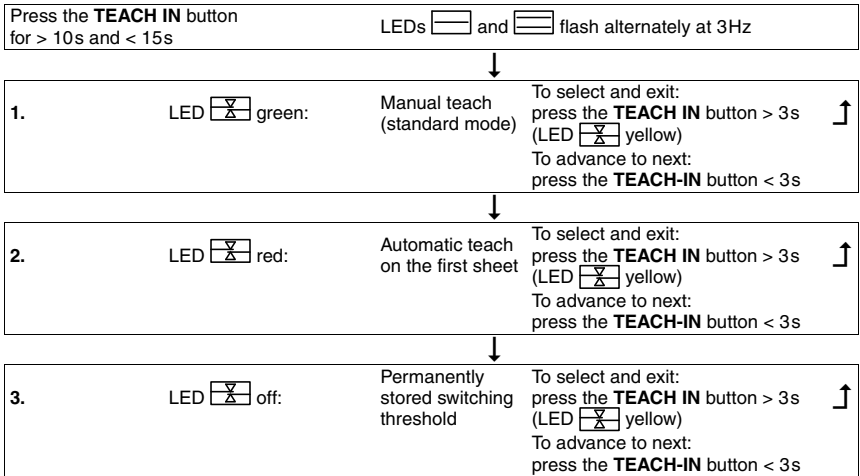 Press the TEACH IN button
for > 10s and < 15s
LEDs and flash alternately at 3Hz
1.
LED green:
Manual teach
(standard mode)
To select and exit:
press the TEACH IN button > 3s
(LED yellow)
To advance to next:
press the TEACH-IN button < 3s
2.
LED red:
Automatic teach
on the first sheet
To select and exit:
press the TEACH IN button > 3s
(LED yellow)
To advance to next:
press the TEACH-IN button < 3s
3.
LED off:
Permanently
stored switching
threshold
To select and exit:
press the TEACH IN button > 3s
(LED yellow)
To advance to next:
press the TEACH-IN button < 3s